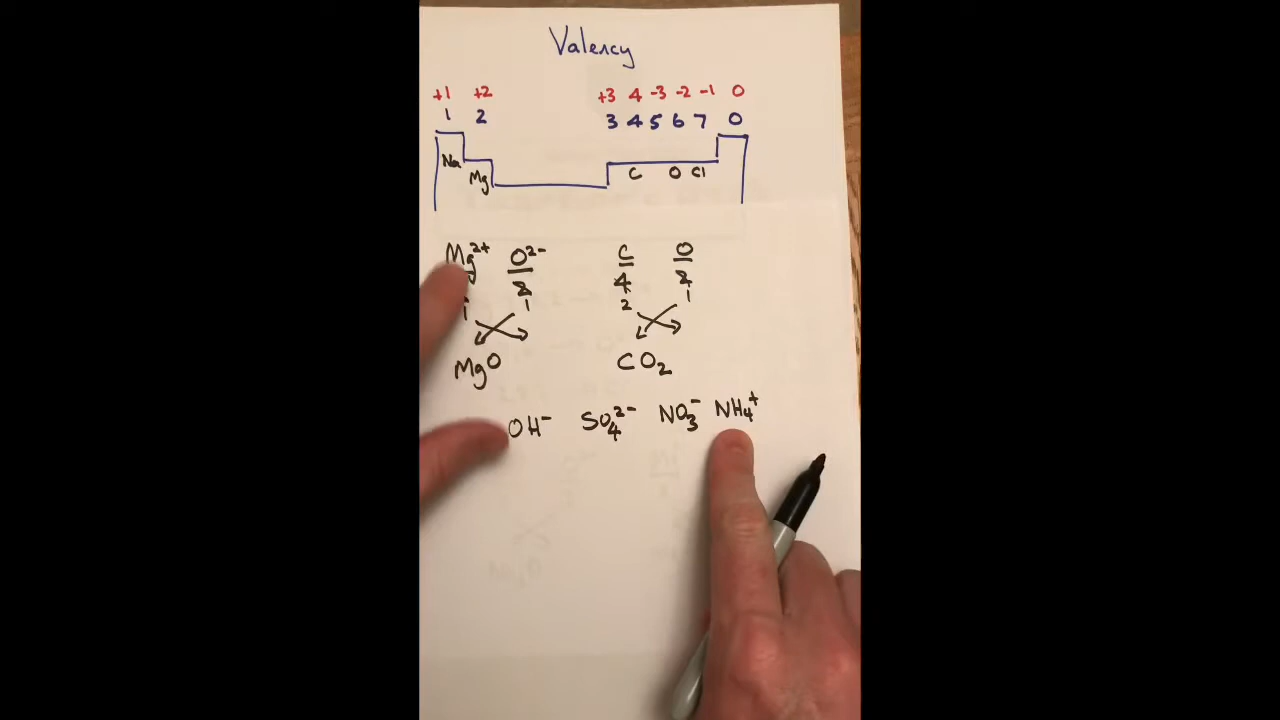 Valency
+1 +2 +3 4 -3 -2 -1 0
1 2 3 4 5 6 7 0
Na
Mg C O Cl
Mg²⁺ O²⁻ C O
2 4 2
1 1 2 1
MgO CO₂
OH⁻ SO₄²⁻ NO₃⁻ NH₄⁺